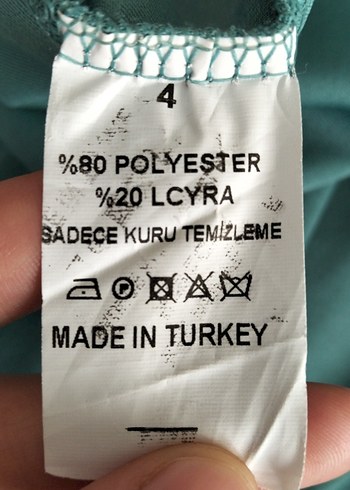 4
%80 POLYESTER
%20 LCYRA
SADECE KURU TEMİZLEME
P
MADE IN TURKEY